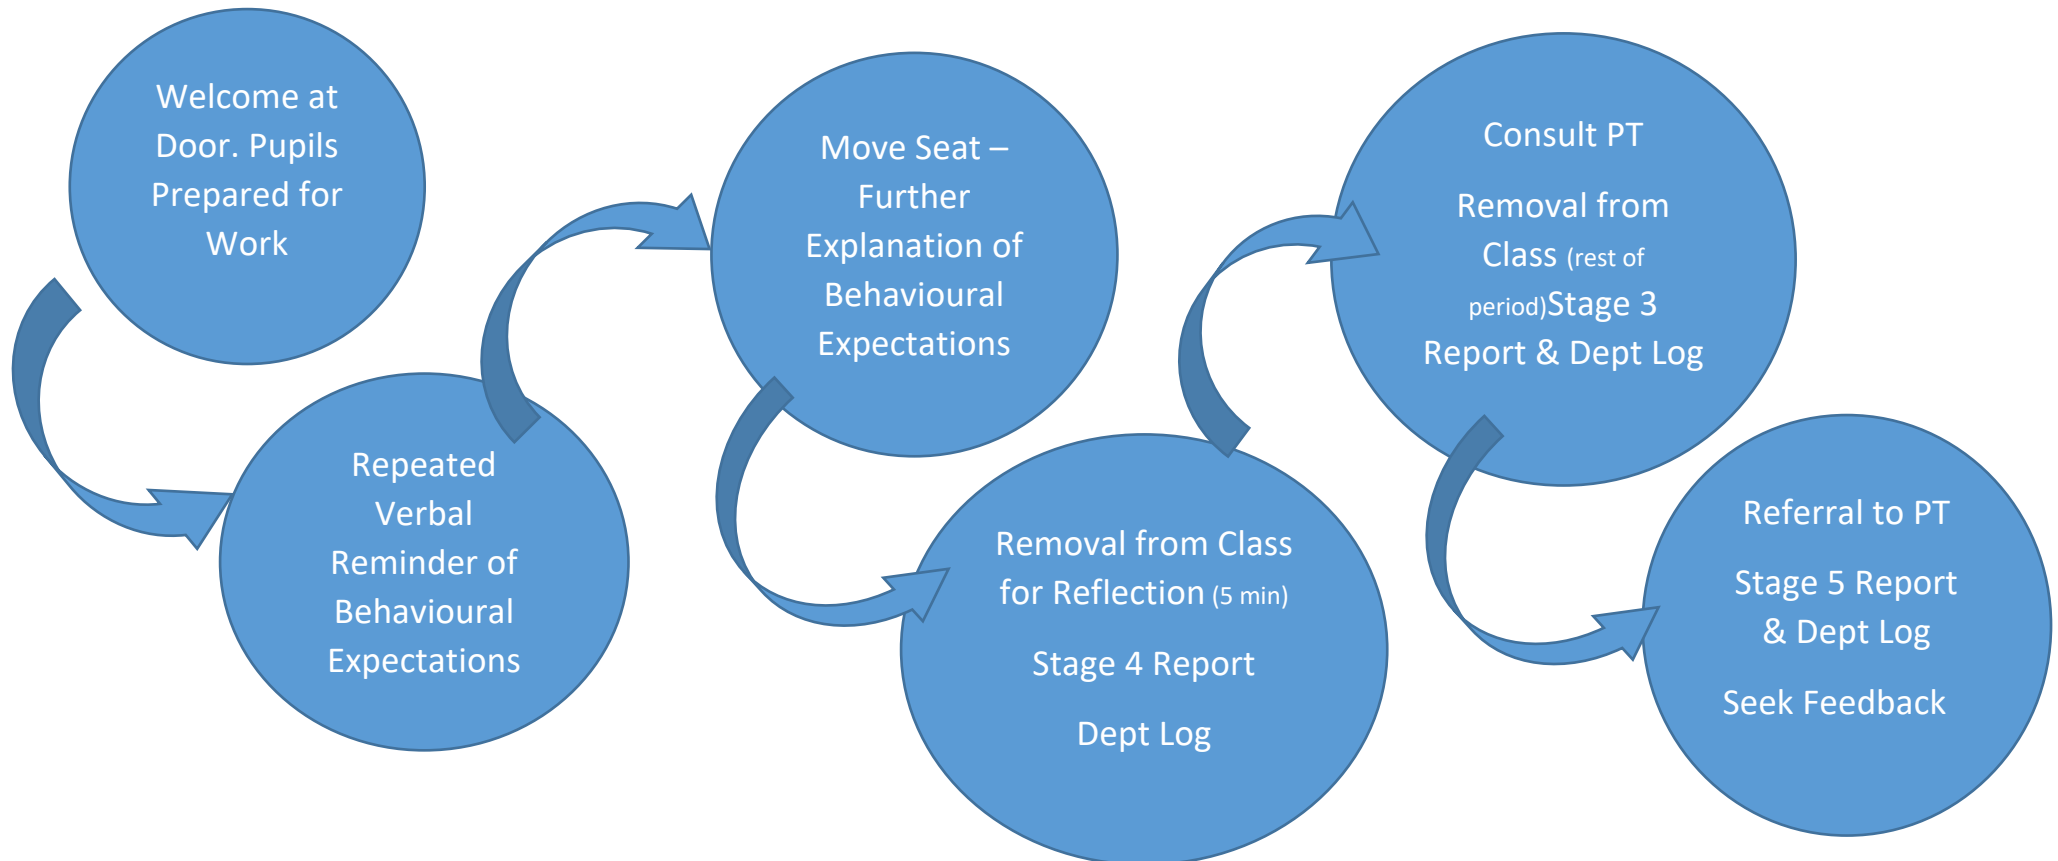 Welcome at
Door. Pupils
Prepared for
Work
Repeated
Verbal
Reminder of
Behavioural
Expectations
Move Seat –
Further
Explanation of
Behavioural
Expectations
Removal from Class
for Reflection (5 min)
Stage 4 Report
Dept Log
Consult PT
Removal from
Class (rest of
period)Stage 3
Report & Dept Log
Referral to PT
Stage 5 Report
& Dept Log
Seek Feedback